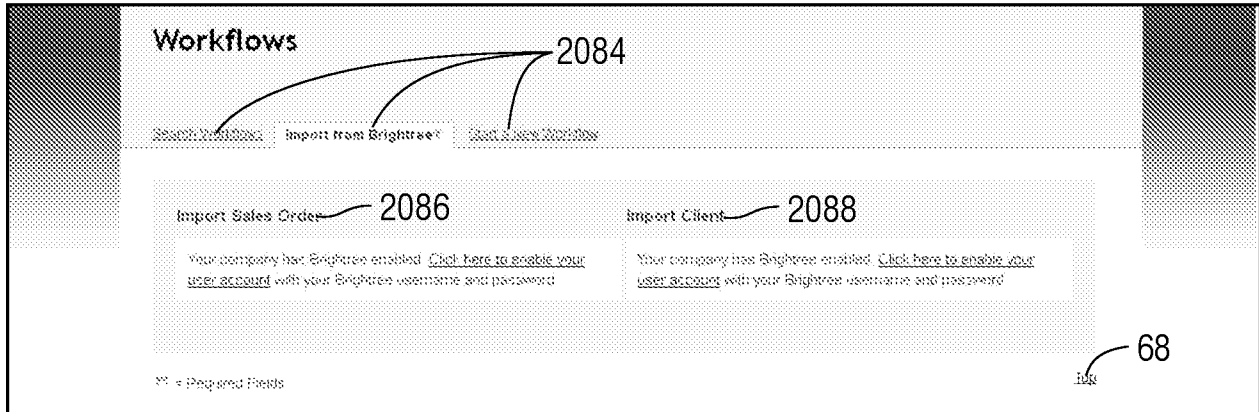 Workflows
2084
Search Workflows Import from Brightree® Start a New Workflow
Import Sales Order 2086 Import Client 2088
Your company has Brightree enabled. Click here to enable your Your company has Brightree enabled. Click here to enable your
user account with your Brightree username and password user account with your Brightree username and password
68
= Required Fields Top